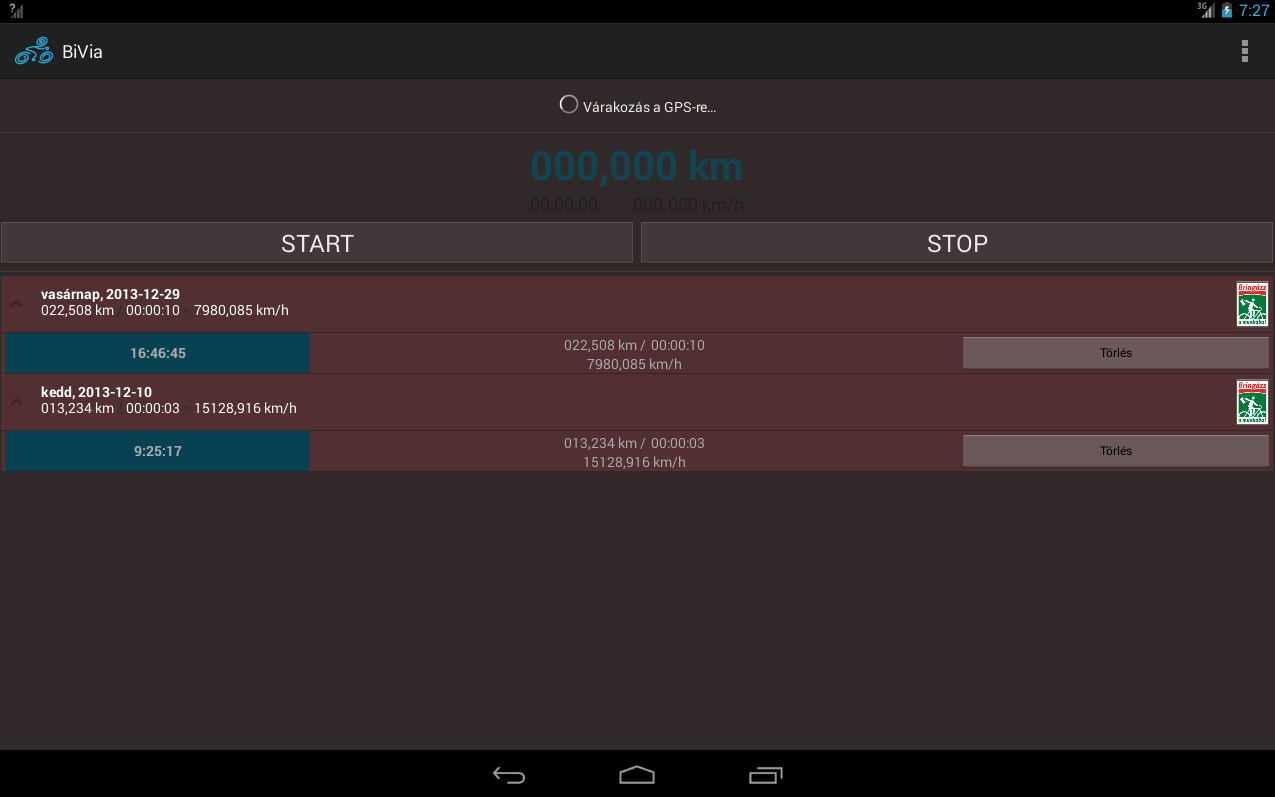 ?
3G 7:27
BiVia
Várakozás a GPS-re...
000,000 km
00:00:00 000.000 km/h
START STOP
vasárnap, 2013-12-29
022,508 km / 00:00:10 = 7980,085 km/h
Bringázz
a munkába!
16:46:45
022,508 km / 00:00:10
7980,085 km/h
Törlés
kedd, 2013-12-10
013,234 km / 00:00:03 = 15128,916 km/h
Bringázz
a munkába!
9:25:17
013,234 km / 00:00:03
15128,916 km/h
Törlés